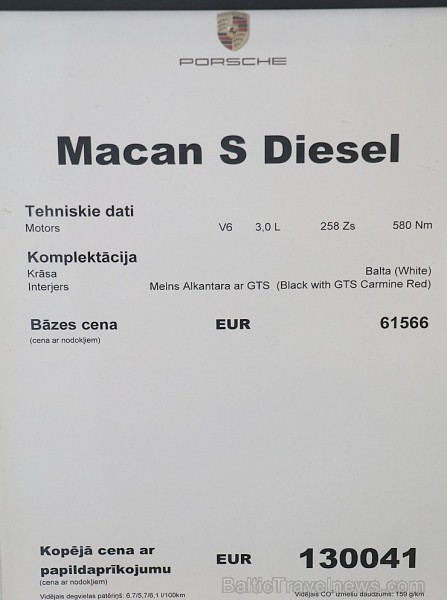 PORSCHE
Macan S Diesel
Tehniskie dati
Motors V6 3,0 L 258 Zs 580 Nm
Komplektācija
Krāsa Balta (White)
Interjers Melns Alkantara ar GTS (Black with GTS Carmine Red)
Bāzes cena EUR 61566
(cena ar nodokļiem)
Kopējā cena ar
papildaprīkojumu EUR 130041
(cena ar nodokļiem)
BalticTravelnews.com
Vidējais degvielas patēriņš: 6,7/5,7/6,1 l/100km Vidējais CO² izmešu daudzums: 159 g/km